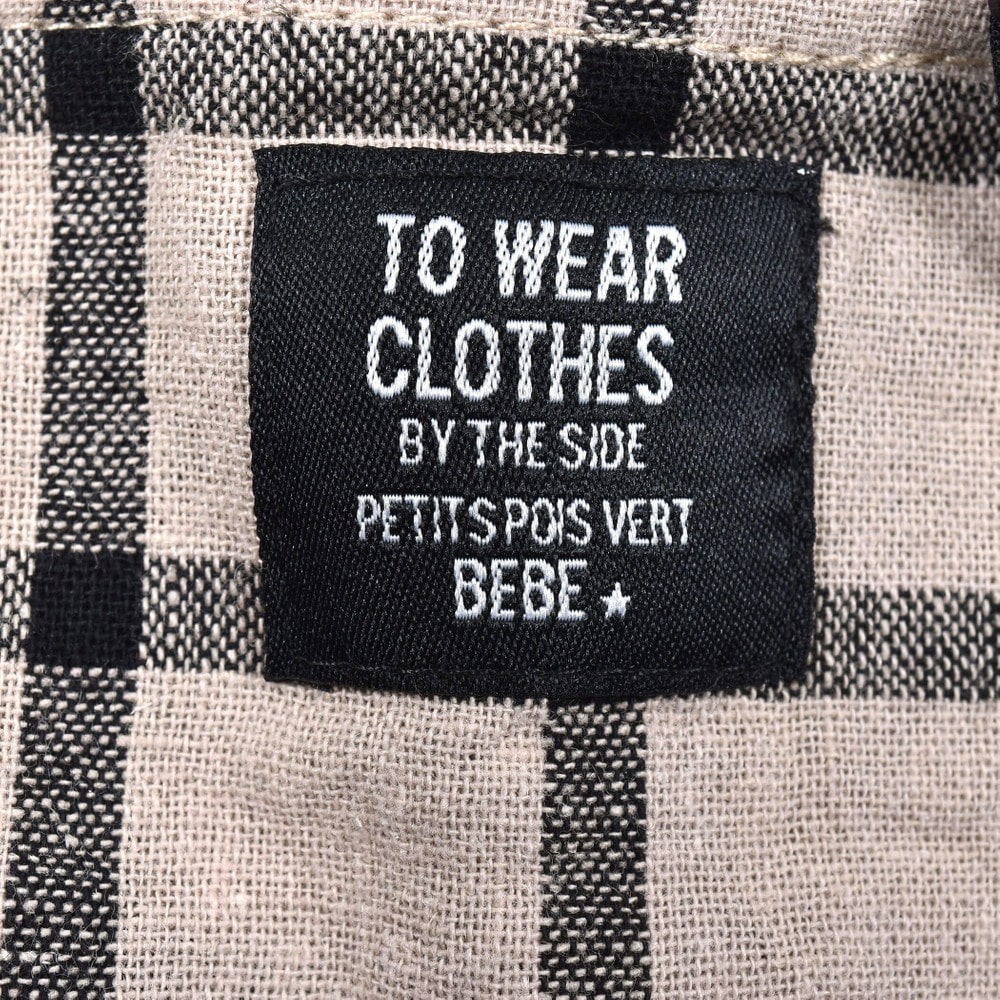 TO WEAR
CLOTHES
BY THE SIDE
PETITS POIS VERT
BEBE ★